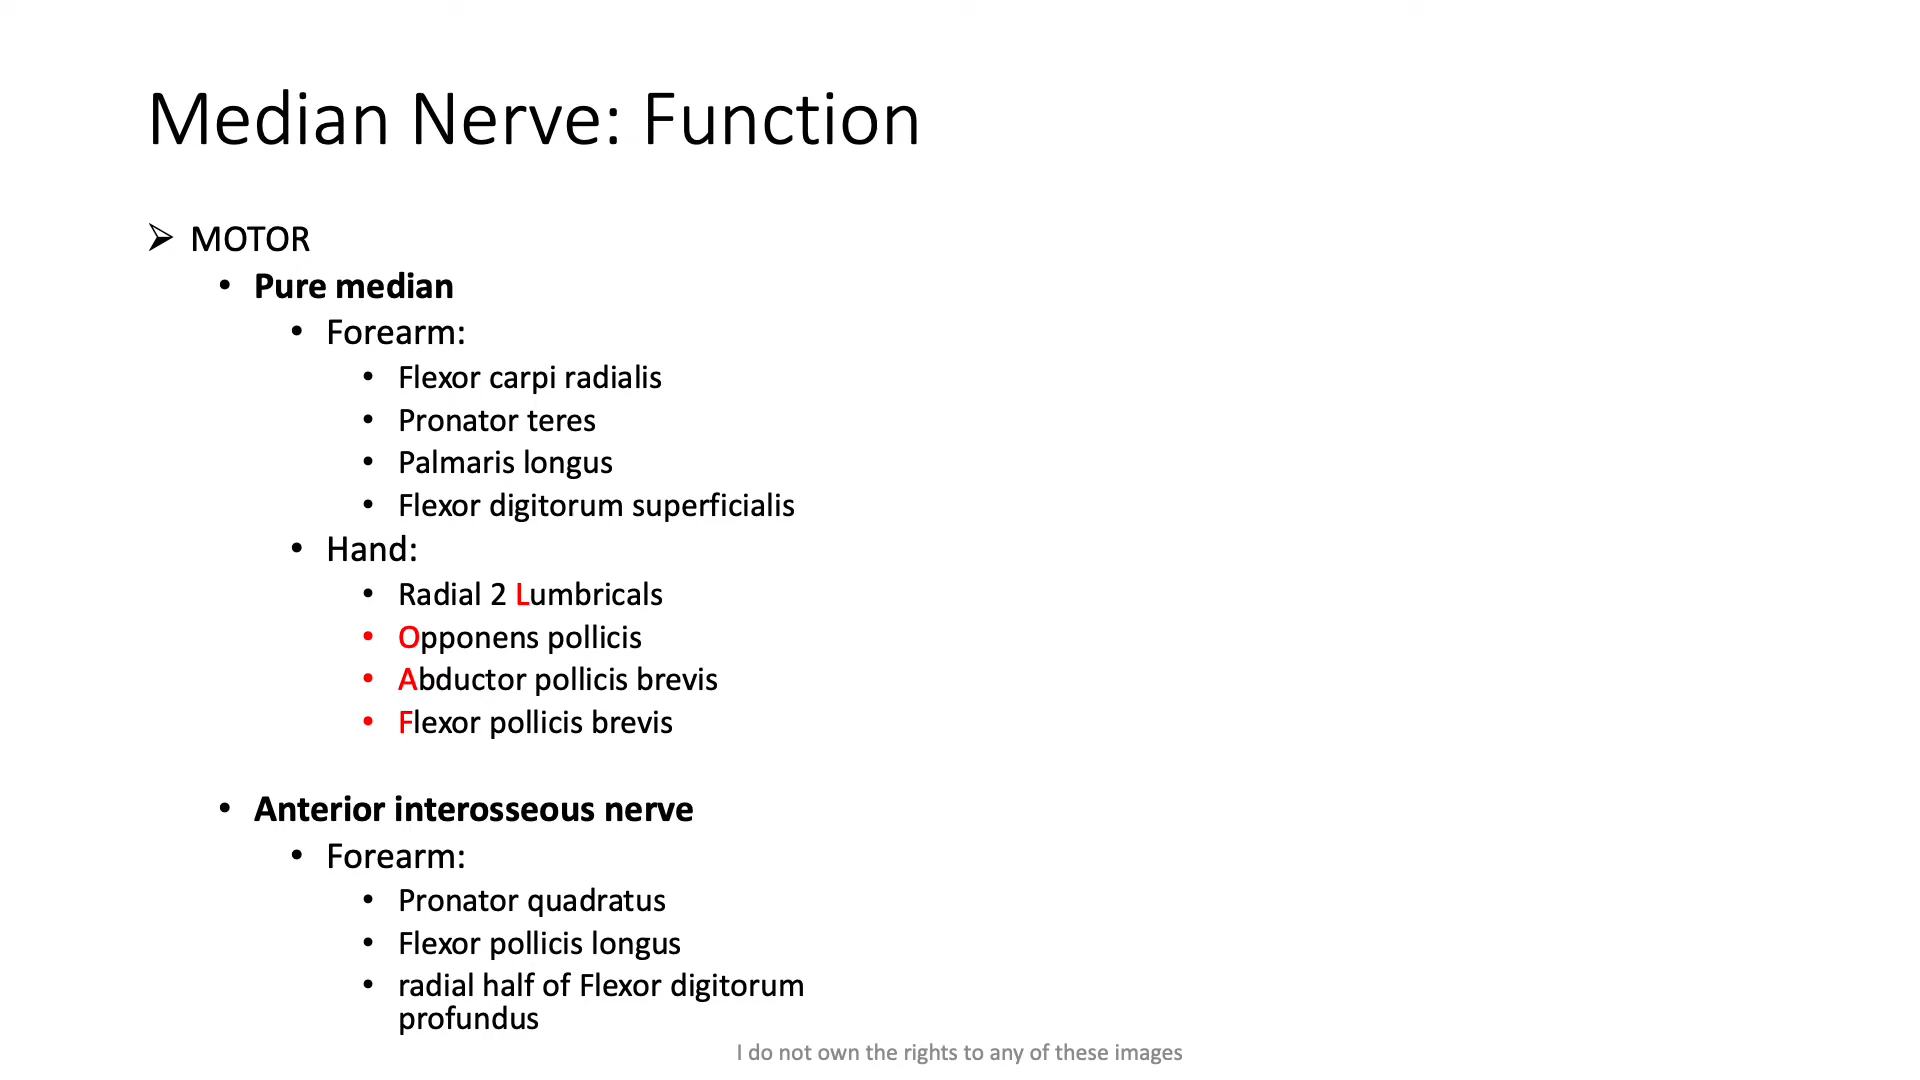 Median Nerve: Function
➢ MOTOR
• Pure median
• Forearm:
• Flexor carpi radialis
• Pronator teres
• Palmaris longus
• Flexor digitorum superficialis
• Hand:
• Radial 2 Lumbricals
• Opponens pollicis
• Abductor pollicis brevis
• Flexor pollicis brevis
• Anterior interosseous nerve
• Forearm:
• Pronator quadratus
• Flexor pollicis longus
• radial half of Flexor digitorum
profundus
I do not own the rights to any of these images